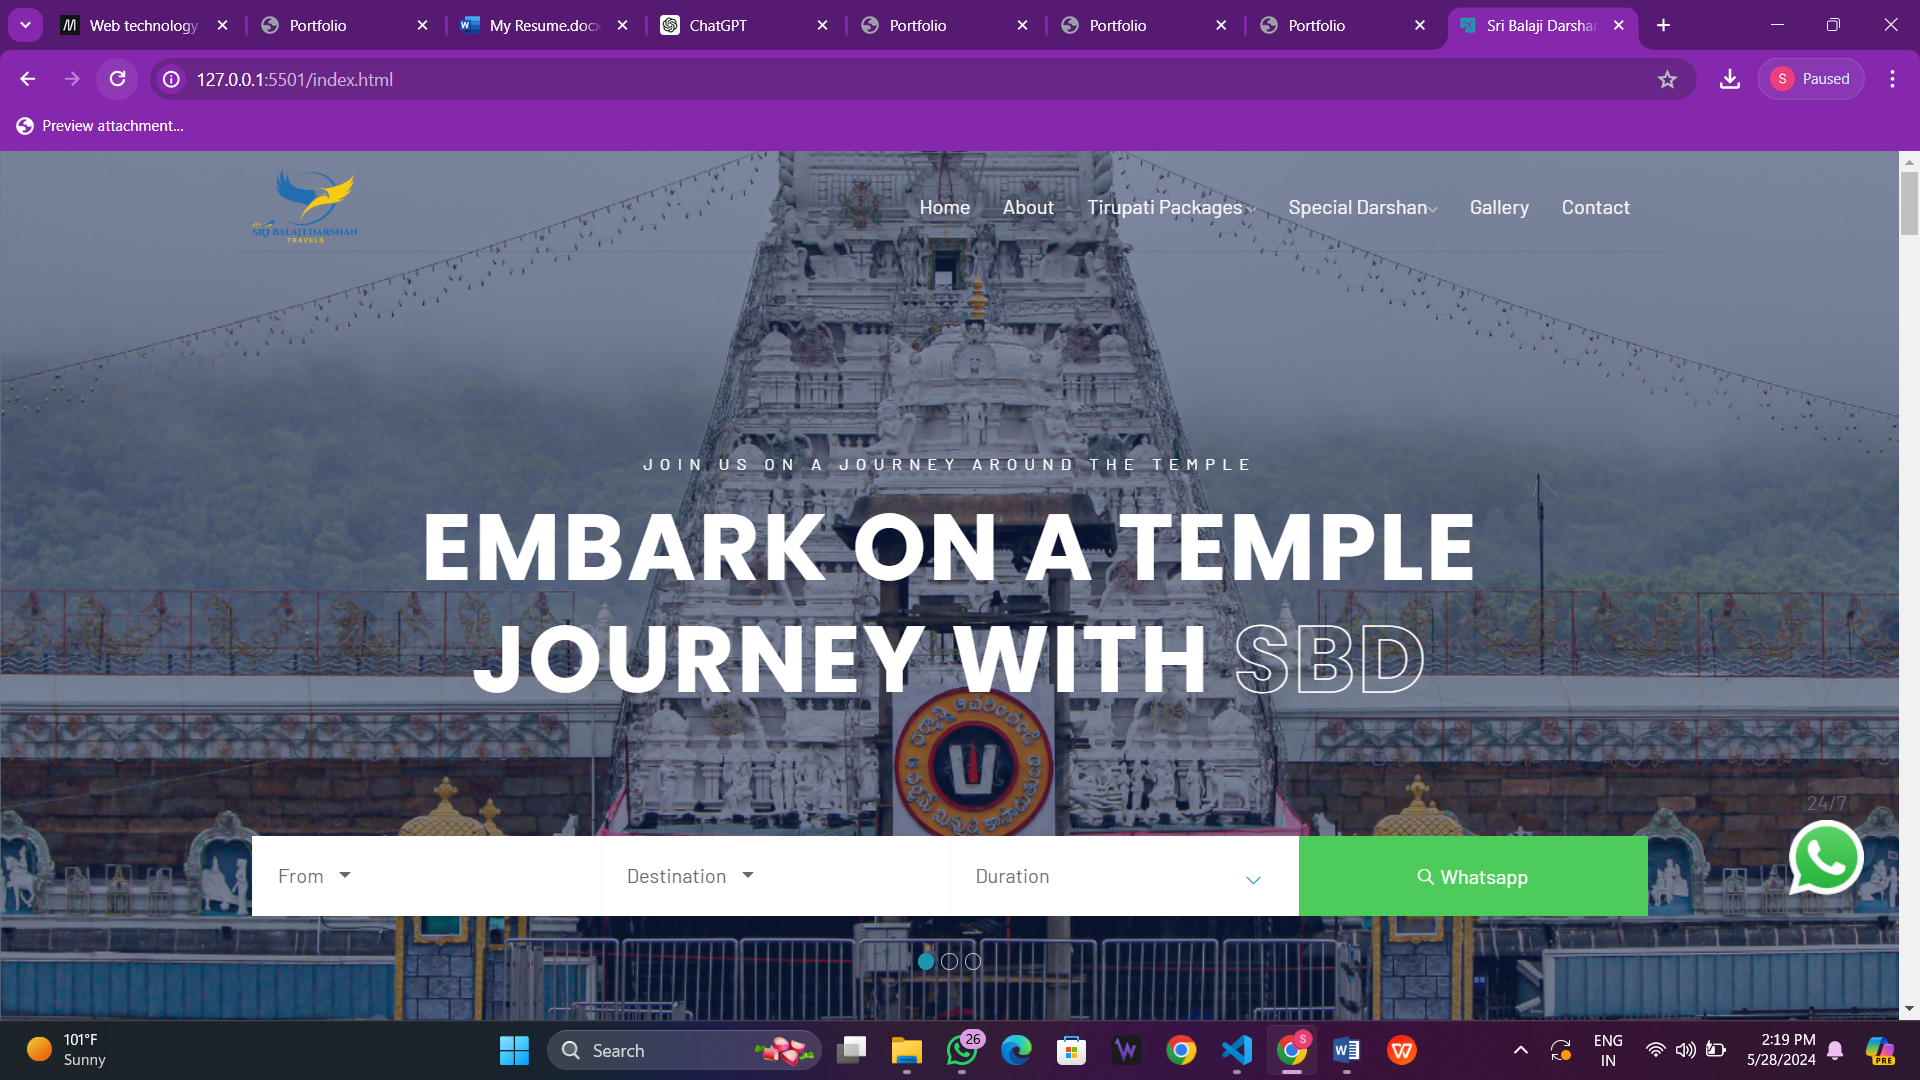 Web technology
Portfolio
My Resume.docx
ChatGPT
Portfolio
Portfolio
Portfolio
Sri Balaji Darshan
127.0.0.1:5501/index.html
S
Paused
Preview attachment...
SRI BALAJI DARSHAN
TRAVELS
Home
About
Tirupati Packages
Special Darshan
Gallery
Contact
JOIN US ON A JOURNEY AROUND THE TEMPLE
EMBARK ON A TEMPLE
JOURNEY WITH SBD
24/7
From
Destination
Duration
Whatsapp
101°F
Sunny
Search
26
S
ENG
IN
2:19 PM
5/28/2024
PRE